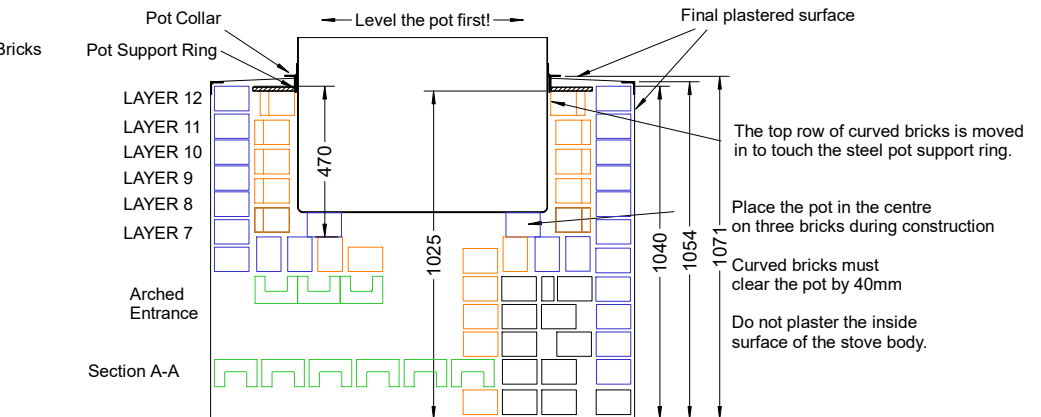 Pot Collar
Level the pot first!
Final plastered surface
Bricks
Pot Support Ring
LAYER 12
LAYER 11
LAYER 10
LAYER 9
LAYER 8
LAYER 7
470
1025
1040
1054
1071
The top row of curved bricks is moved
in to touch the steel pot support ring.
Place the pot in the centre
on three bricks during construction
Curved bricks must
clear the pot by 40mm
Do not plaster the inside
surface of the stove body.
Arched
Entrance
Section A-A